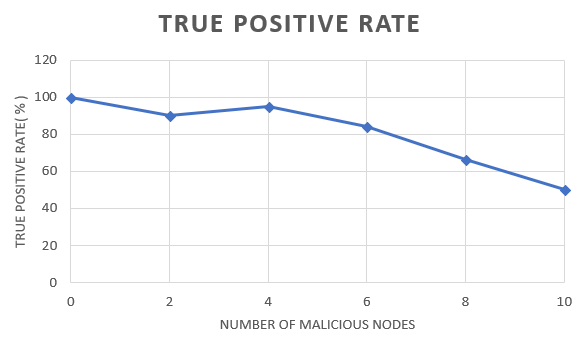 TRUE POSITIVE RATE
TRUE POSITIVE RATE( % )
120
100
80
60
40
20
0
0 2 4 6 8 10
NUMBER OF MALICIOUS NODES